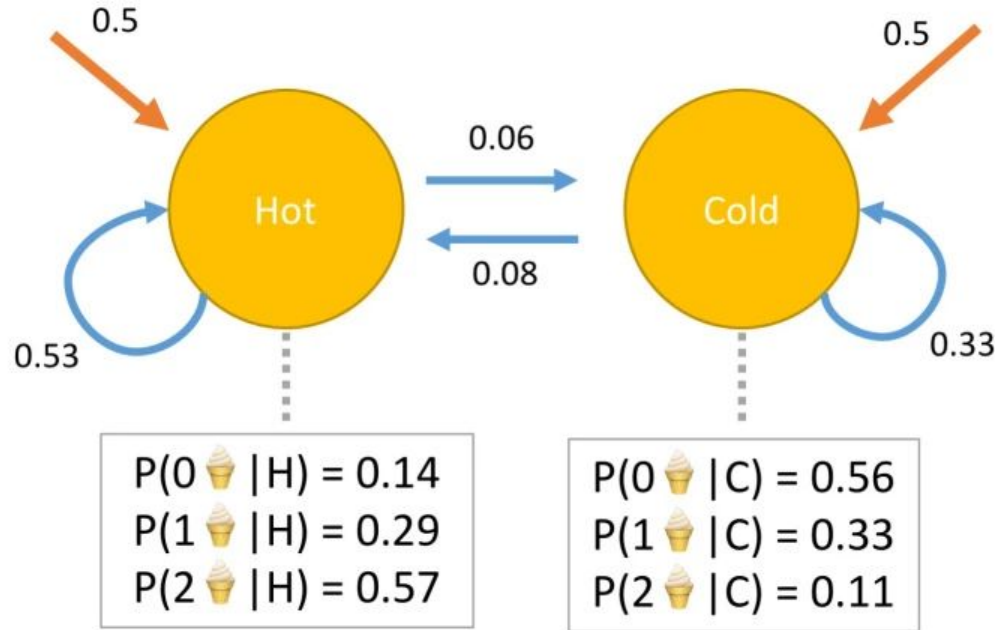 0.5
0.5
0.06
Hot
Cold
0.08
0.53
0.33
P(0🍦|H) = 0.14
P(1🍦|H) = 0.29
P(2🍦|H) = 0.57
P(0🍦|C) = 0.56
P(1🍦|C) = 0.33
P(2🍦|C) = 0.11